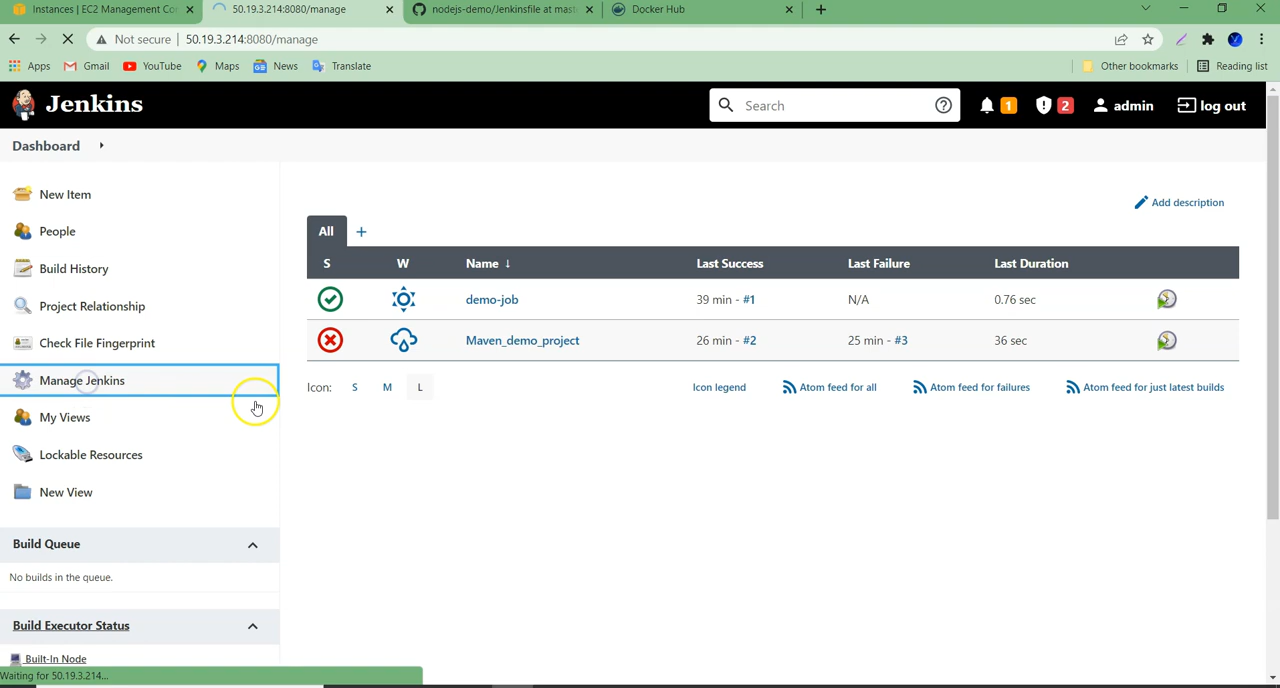 Instances | EC2 Management Co
50.19.3.214:8080/manage
nodejs-demo/Jenkinsfile at mast
Docker Hub
Not secure
50.19.3.214:8080/manage
Apps
Gmail
YouTube
Maps
News
Translate
Other bookmarks
Reading list
Jenkins
Search
1
2
admin
log out
Dashboard
New Item
People
Build History
Project Relationship
Check File Fingerprint
Manage Jenkins
My Views
Lockable Resources
New View
Build Queue
No builds in the queue.
Build Executor Status
Built-In Node
Waiting for 50.19.3.214...
Add description
All +
S W Name ↓ Last Success Last Failure Last Duration
demo-job 39 min - #1 N/A 0.76 sec
Maven_demo_project 26 min - #2 25 min - #3 36 sec
Icon: S M L Icon legend Atom feed for all Atom feed for failures Atom feed for just latest builds